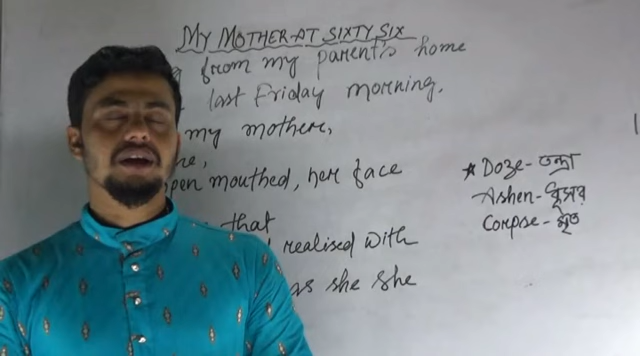 MY MOTHER-AT SIXTY SIX
from my parent's home
last Friday morning,
my mother,
open mouthed, her face
that
realised with
as she she
* Doze - তন্দ্রা
Ashen - ধূসর
Corpse - মৃত